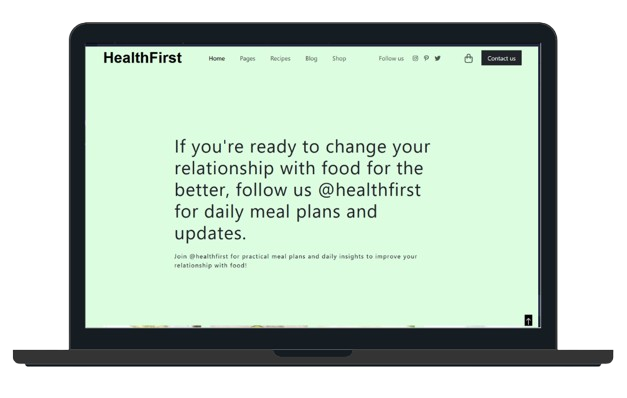 HealthFirst
Home Pages Recipes Blog Shop Follow us Contact us
If you're ready to change your
relationship with food for the
better, follow us @healthfirst
for daily meal plans and
updates.
Join @healthfirst for practical meal plans and daily insights to improve your
relationship with food!